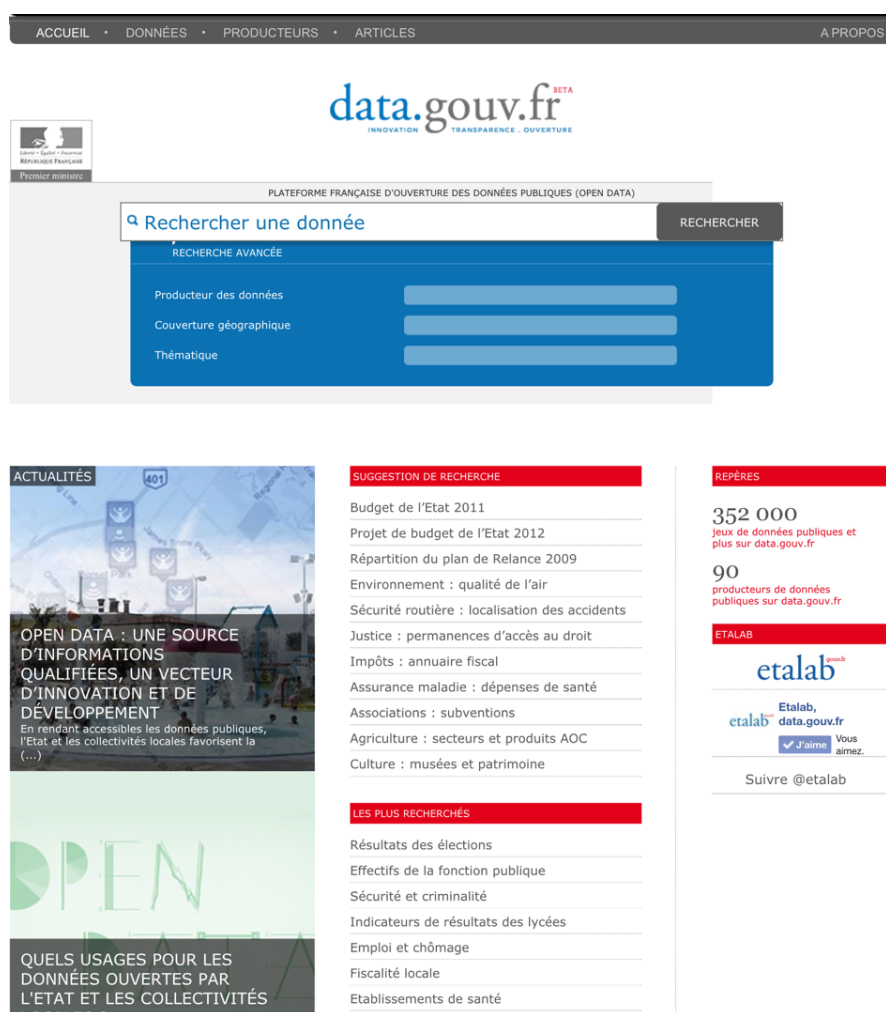 ACCUEIL • DONNÉES • PRODUCTEURS • ARTICLES
A PROPOS
data.gouv.fr BETA
INNOVATION . TRANSPARENCE . OUVERTURE
Liberté • Égalité • Fraternité
RÉPUBLIQUE FRANÇAISE
Premier ministre
PLATEFORME FRANÇAISE D'OUVERTURE DES DONNÉES PUBLIQUES (OPEN DATA)
Rechercher une donnée
RECHERCHER
RECHERCHE AVANCÉE
Producteur des données
Couverture géographique
Thématique
ACTUALITÉS
401
OPEN DATA : UNE SOURCE
D’INFORMATIONS
QUALIFIÉES, UN VECTEUR
D’INNOVATION ET DE
DÉVELOPPEMENT
En rendant accessibles les données publiques,
l'Etat et les collectivités locales favorisent la
(...)
OPEN
DATA
QUELS USAGES POUR LES
DONNÉES OUVERTES PAR
L'ETAT ET LES COLLECTIVITÉS
SUGGESTION DE RECHERCHE
Budget de l’Etat 2011
Projet de budget de l’Etat 2012
Répartition du plan de Relance 2009
Environnement : qualité de l’air
Sécurité routière : localisation des accidents
Justice : permanences d’accès au droit
Impôts : annuaire fiscal
Assurance maladie : dépenses de santé
Associations : subventions
Agriculture : secteurs et produits AOC
Culture : musées et patrimoine
LES PLUS RECHERCHÉS
Résultats des élections
Effectifs de la fonction publique
Sécurité et criminalité
Indicateurs de résultats des lycées
Emploi et chômage
Fiscalité locale
Etablissements de santé
REPÈRES
352 000
jeux de données publiques et
plus sur data.gouv.fr
90
producteurs de données
publiques sur data.gouv.fr
ETALAB
etalab gouv.fr
etalab
Etalab,
data.gouv.fr
J'aime
Vous
aimez.
Suivre @etalab